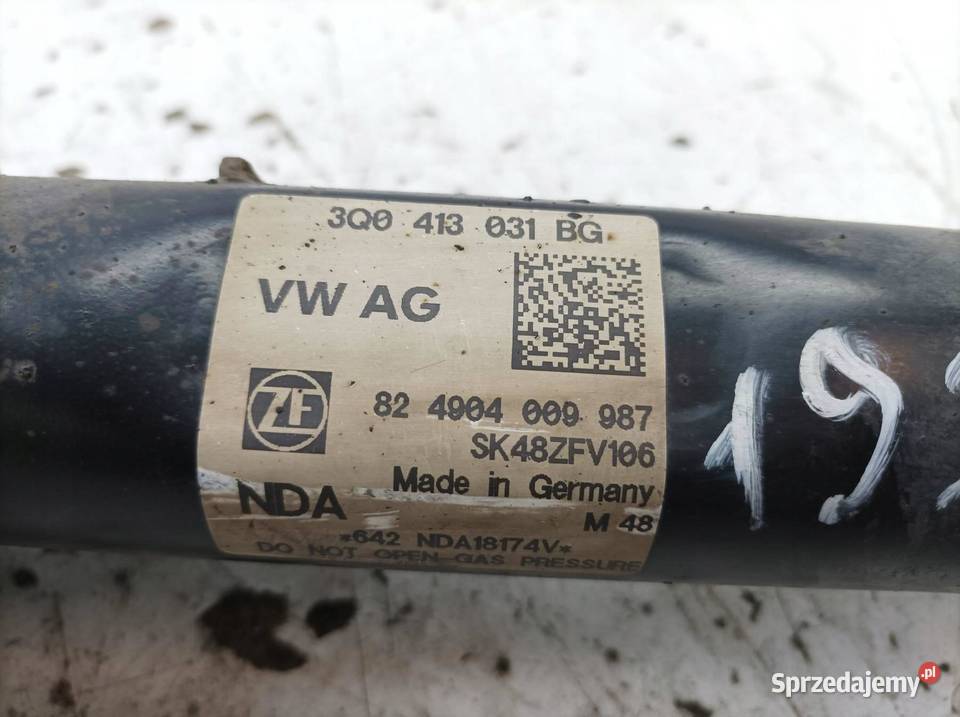 3Q0 413 031 BG
VW AG
ZF
82 4904 009 987
SK48ZFV106
Made in Germany
NDA
M 48
*642 NDA18174V*
DO NOT OPEN-GAS PRESSURE
Sprzedajemy.pl